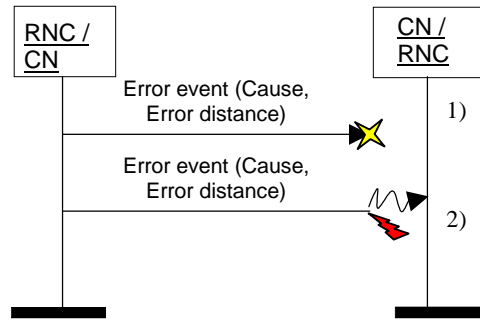 RNC /
CN
CN /
RNC
Error event (Cause,
Error distance)
1)
Error event (Cause,
Error distance)
2)